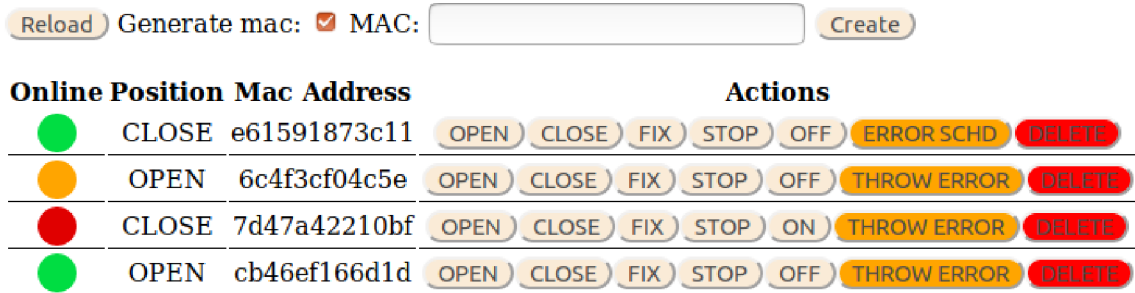 Reload Generate mac: MAC: Create
Online Position Mac Address Actions
CLOSE e61591873c11 OPEN CLOSE FIX STOP OFF ERROR SCHD DELETE
OPEN 6c4f3cf04c5e OPEN CLOSE FIX STOP OFF THROW ERROR DELETE
CLOSE 7d47a42210bf OPEN CLOSE FIX STOP ON THROW ERROR DELETE
OPEN cb46ef166d1d OPEN CLOSE FIX STOP OFF THROW ERROR DELETE